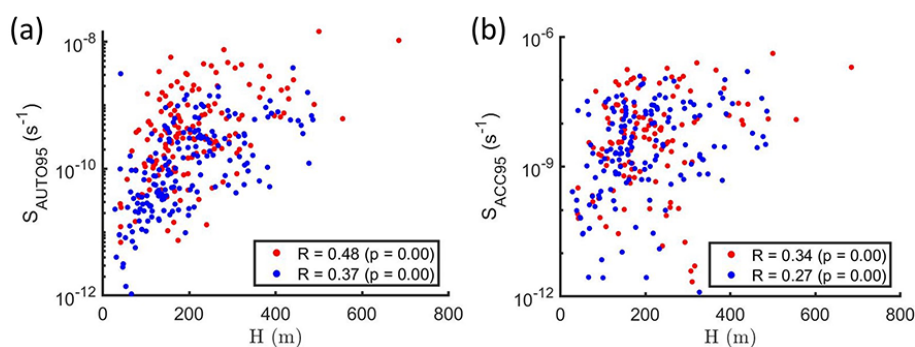 (a)
10^-8
10^-10
10^-12
S_AUTO95 (s^-1)
R = 0.48 (p = 0.00)
R = 0.37 (p = 0.00)
0 200 400 600 800
H (m)
(b)
10^-6
10^-9
10^-12
S_ACC95 (s^-1)
R = 0.34 (p = 0.00)
R = 0.27 (p = 0.00)
0 200 400 600 800
H (m)